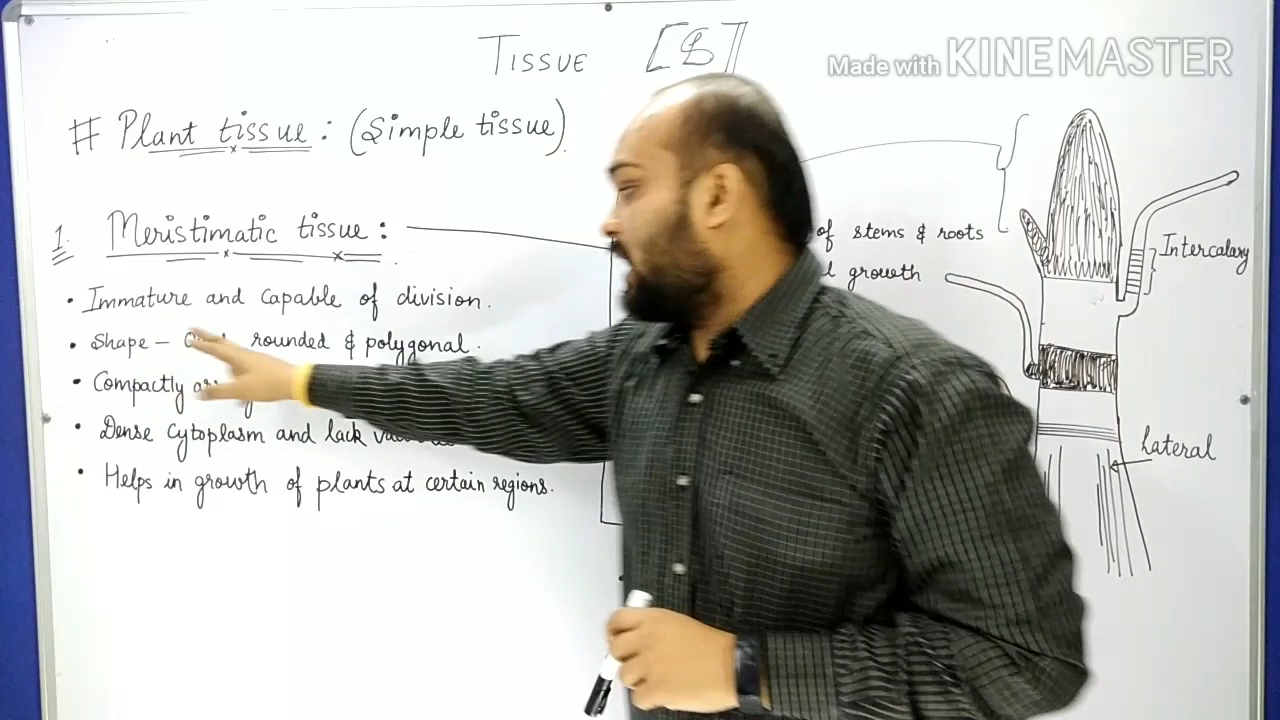 Tissue
Made with KINEMASTER
# Plant tissue : (Simple tissue)
1. Meristimatic tissue :
• Immature and capable of division.
• Shape – rounded & polygonal.
• Compactly
• Dense cytoplasm and lack
• Helps in growth of plants at certain regions.
of stems & roots
growth
Intercalary
Lateral